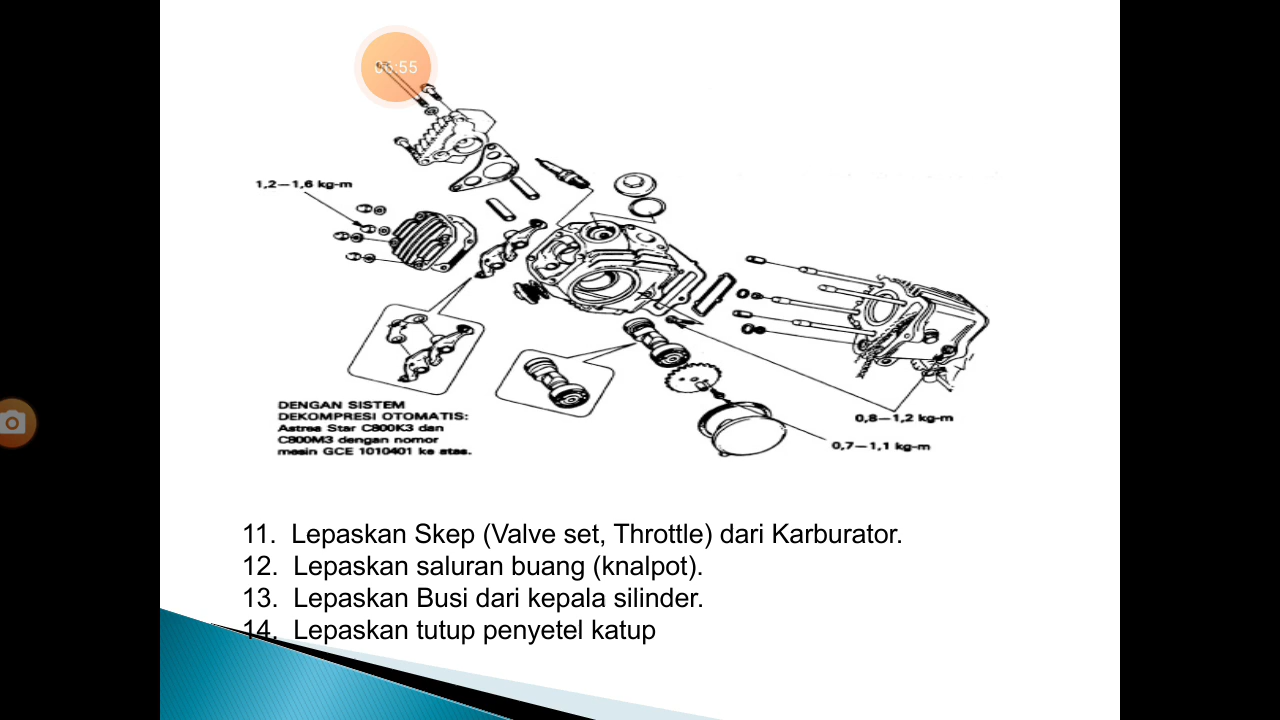 06:55
1,2—1,6 kg-m
DENGAN SISTEM
DEKOMPRESI OTOMATIS:
Astrea Star C800K3 dan
C800M3 dengan nomor
mesin GCE 1010401 ke atas.
0,8—1,2 kg-m
0,7—1,1 kg-m
11. Lepaskan Skep (Valve set, Throttle) dari Karburator.
12. Lepaskan saluran buang (knalpot).
13. Lepaskan Busi dari kepala silinder.
14. Lepaskan tutup penyetel katup